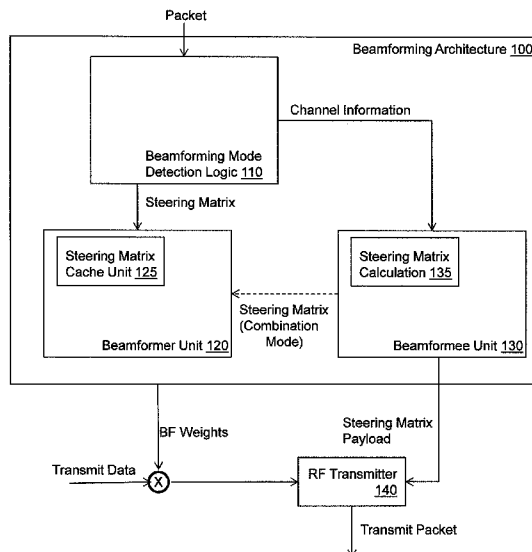 Packet
Beamforming Architecture 100
Channel Information
Beamforming Mode
Detection Logic 110
Steering Matrix
Steering Matrix
Cache Unit 125
Steering Matrix
Calculation 135
Steering Matrix
(Combination
Mode)
Beamformer Unit 120
Beamformee Unit 130
BF Weights
Steering Matrix
Payload
Transmit Data
X
RF Transmitter
140
Transmit Packet